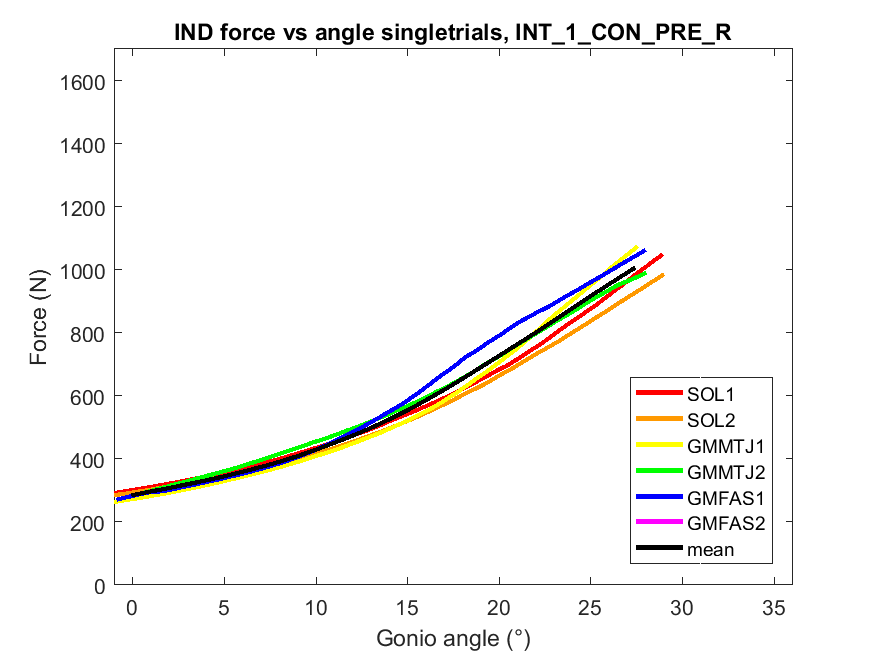 IND force vs angle singletrials, INT_1_CON_PRE_R
1600
1400
1200
1000
800
600
400
200
0
Force (N)
SOL1
SOL2
GMMTJ1
GMMTJ2
GMFAS1
GMFAS2
mean
0 5 10 15 20 25 30 35
Gonio angle (°)